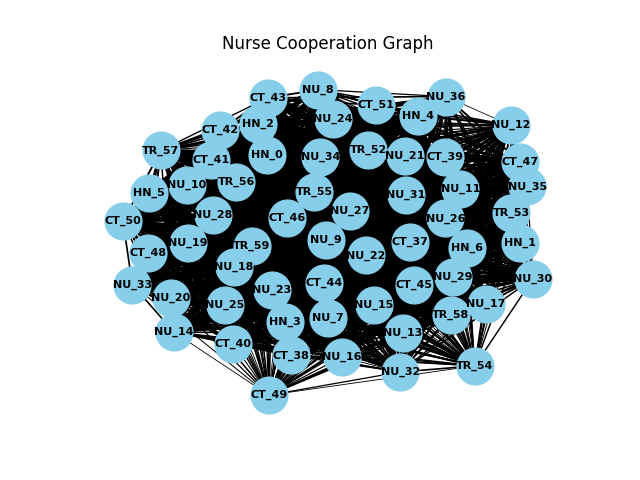 Nurse Cooperation Graph
NU_8
CT_43
NU_36
CT_51
HN_4
NU_24
HN_2
NU_12
CT_42
TR_57
TR_52
HN_0
NU_34
NU_21
CT_39
CT_41
CT_47
TR_56
NU_10
NU_35
NU_11
HN_5
TR_55
NU_31
NU_27
TR_53
NU_28
CT_46
NU_26
CT_50
NU_9
CT_37
HN_1
NU_19
TR_59
HN_6
CT_48
NU_22
NU_18
NU_29
NU_30
CT_44
CT_45
NU_33
NU_23
NU_20
NU_25
NU_15
NU_17
TR_58
NU_7
HN_3
NU_14
NU_13
CT_40
CT_38
NU_16
TR_54
NU_32
CT_49